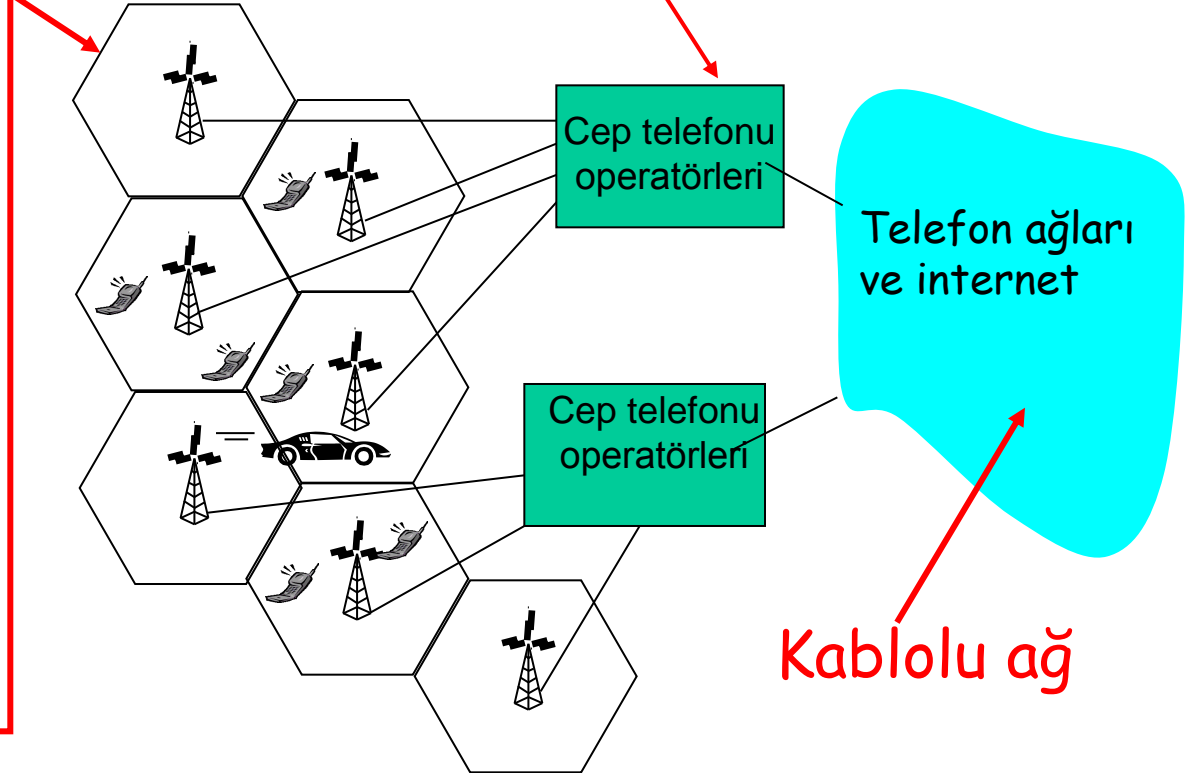 Cep telefonu
operatörleri
Telefon ağları
ve internet
Cep telefonu
operatörleri
Kablolu ağ